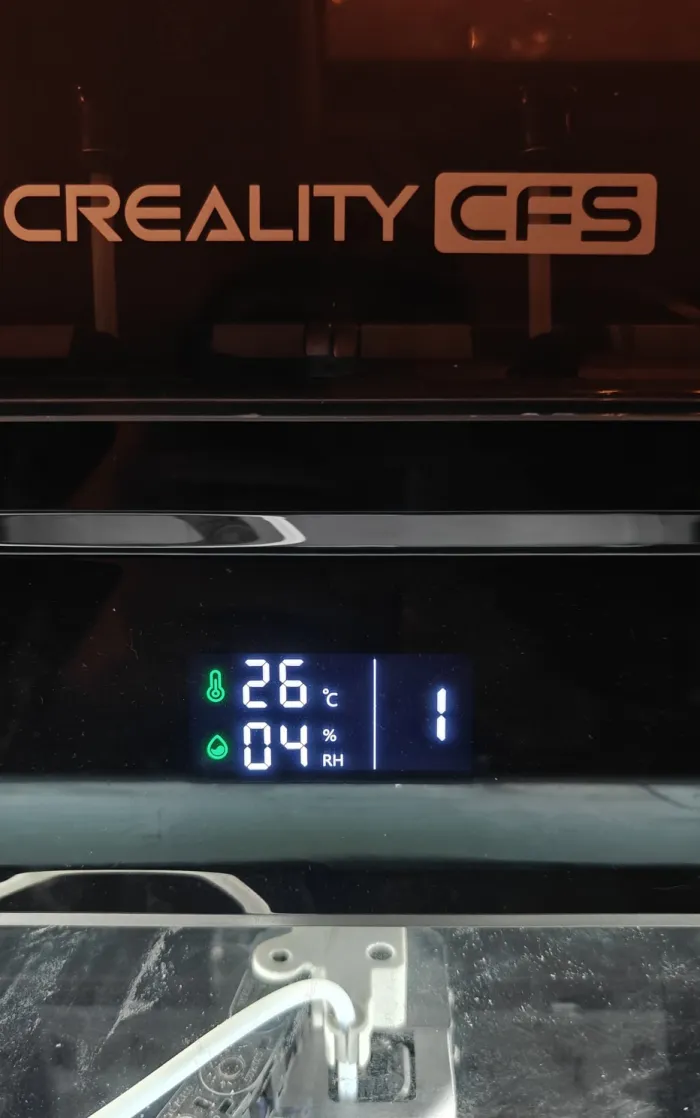 CREALITY CFS
26 °C
04 % RH
1